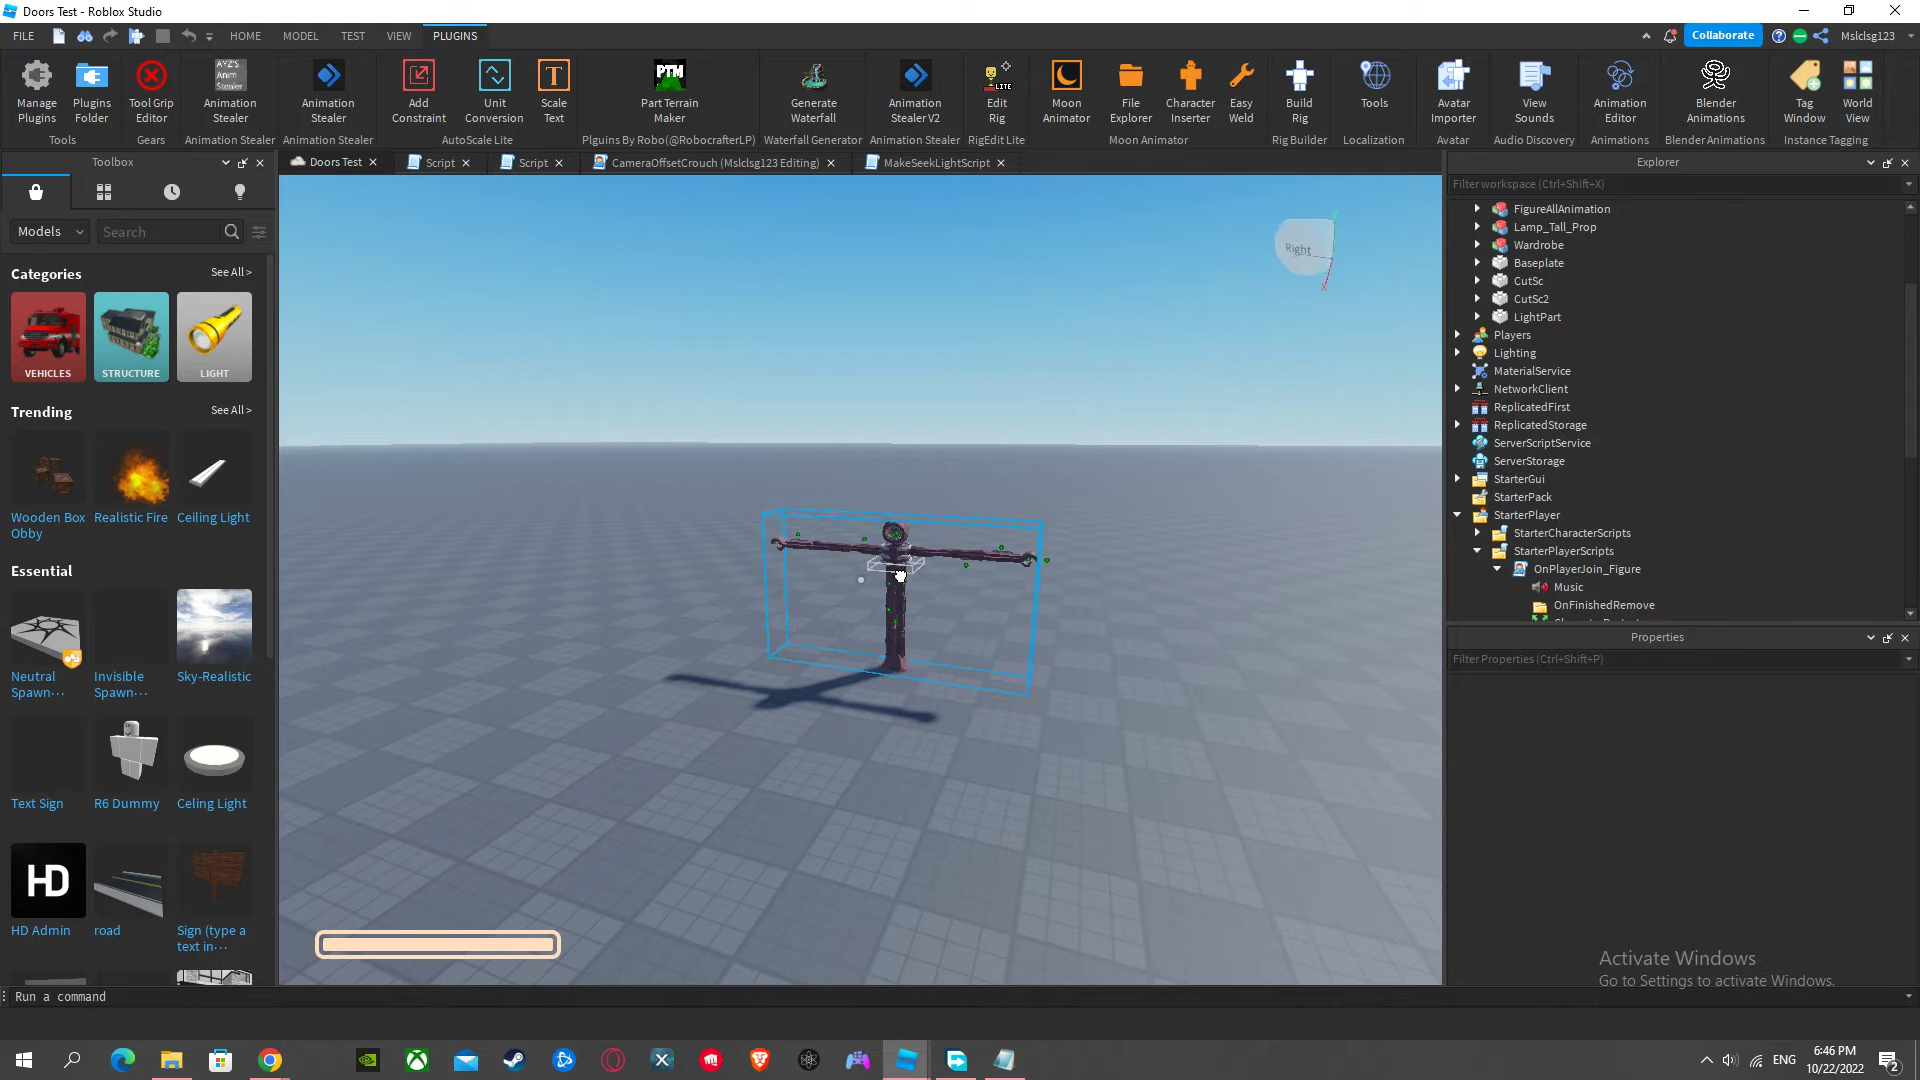 Doors Test - Roblox Studio
FILE
HOME
MODEL
TEST
VIEW
PLUGINS
Collaborate
Mslclsg123
Manage Plugins
Plugins Folder
Tools
Tool Grip Editor
Gears
AYZ'S Anim Stealer
Animation Stealer
Animation Stealer
Animation Stealer
Animation Stealer
Add Constraint
Unit Conversion
Scale Text
AutoScale Lite
PTM
Part Terrain Maker
Plguins By Robo(@RobocrafterLP)
Generate Waterfall
Waterfall Generator
Animation Stealer V2
Animation Stealer
LITE
Edit Rig
RigEdit Lite
Moon Animator
File Explorer
Character Inserter
Easy Weld
Moon Animator
Build Rig
Rig Builder
Tools
Localization
Avatar Importer
Avatar
View Sounds
Audio Discovery
Animation Editor
Animations
Blender Animations
Blender Animations
Tag Window
World View
Instance Tagging
Toolbox
Doors Test
Script
Script
CameraOffsetCrouch (Mslclsg123 Editing)
MakeSeekLightScript
Models
Search
Categories
See All >
VEHICLES
STRUCTURE
LIGHT
Trending
See All >
Wooden Box Obby
Realistic Fire
Ceiling Light
Essential
Neutral Spawn...
Invisible Spawn...
Sky-Realistic
Text Sign
R6 Dummy
Celing Light
HD
HD Admin
road
Sign (type a text in...
Right
Y
X
Explorer
Filter workspace (Ctrl+Shift+X)
FigureAllAnimation
Lamp_Tall_Prop
Wardrobe
Baseplate
CutSc
CutSc2
LightPart
Players
Lighting
MaterialService
NetworkClient
ReplicatedFirst
ReplicatedStorage
ServerScriptService
ServerStorage
StarterGui
StarterPack
StarterPlayer
StarterCharacterScripts
StarterPlayerScripts
OnPlayerJoin_Figure
Music
OnFinishedRemove
Properties
Filter Properties (Ctrl+Shift+P)
Activate Windows
Go to Settings to activate Windows.
Run a command
ENG
6:46 PM
10/22/2022
2